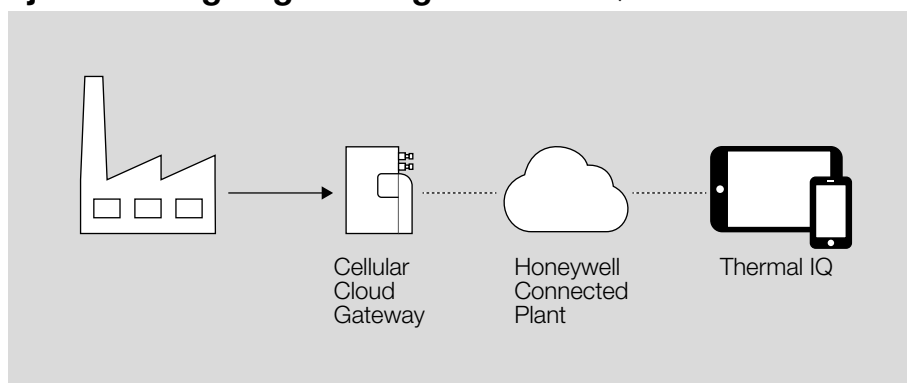 Cellular
Cloud
Gateway
Honeywell
Connected
Plant
Thermal IQ